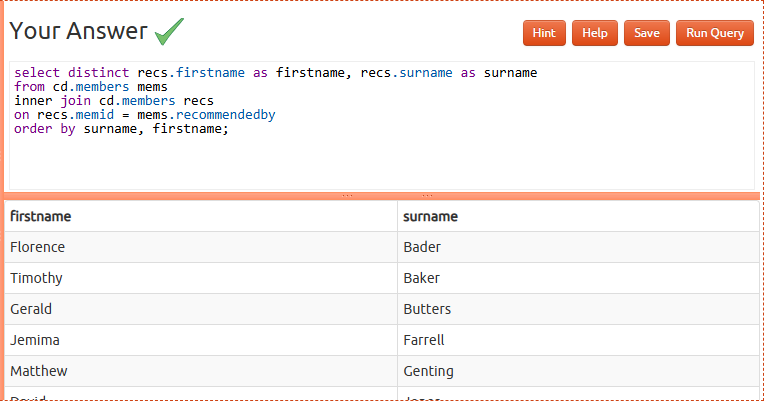 Your Answer
Hint Help Save Run Query
select distinct recs.firstname as firstname, recs.surname as surname
from cd.members mems
inner join cd.members recs
on recs.memid = mems.recommendedby
order by surname, firstname;
firstname surname
Florence Bader
Timothy Baker
Gerald Butters
Jemima Farrell
Matthew Genting